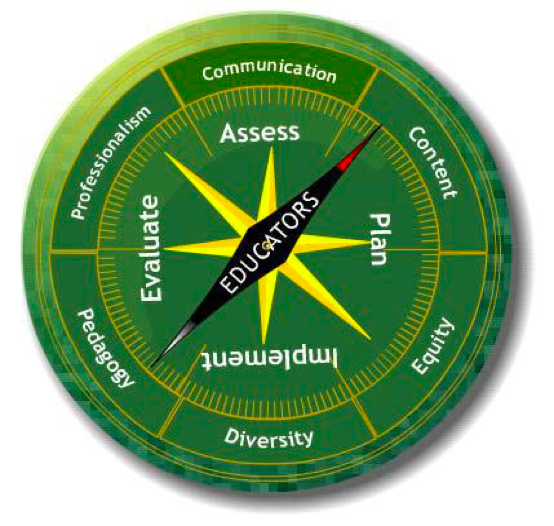 Communication
Content
Equity
Diversity
Pedagogy
Professionalism
Assess
Plan
Implement
Evaluate
EDUCATORS